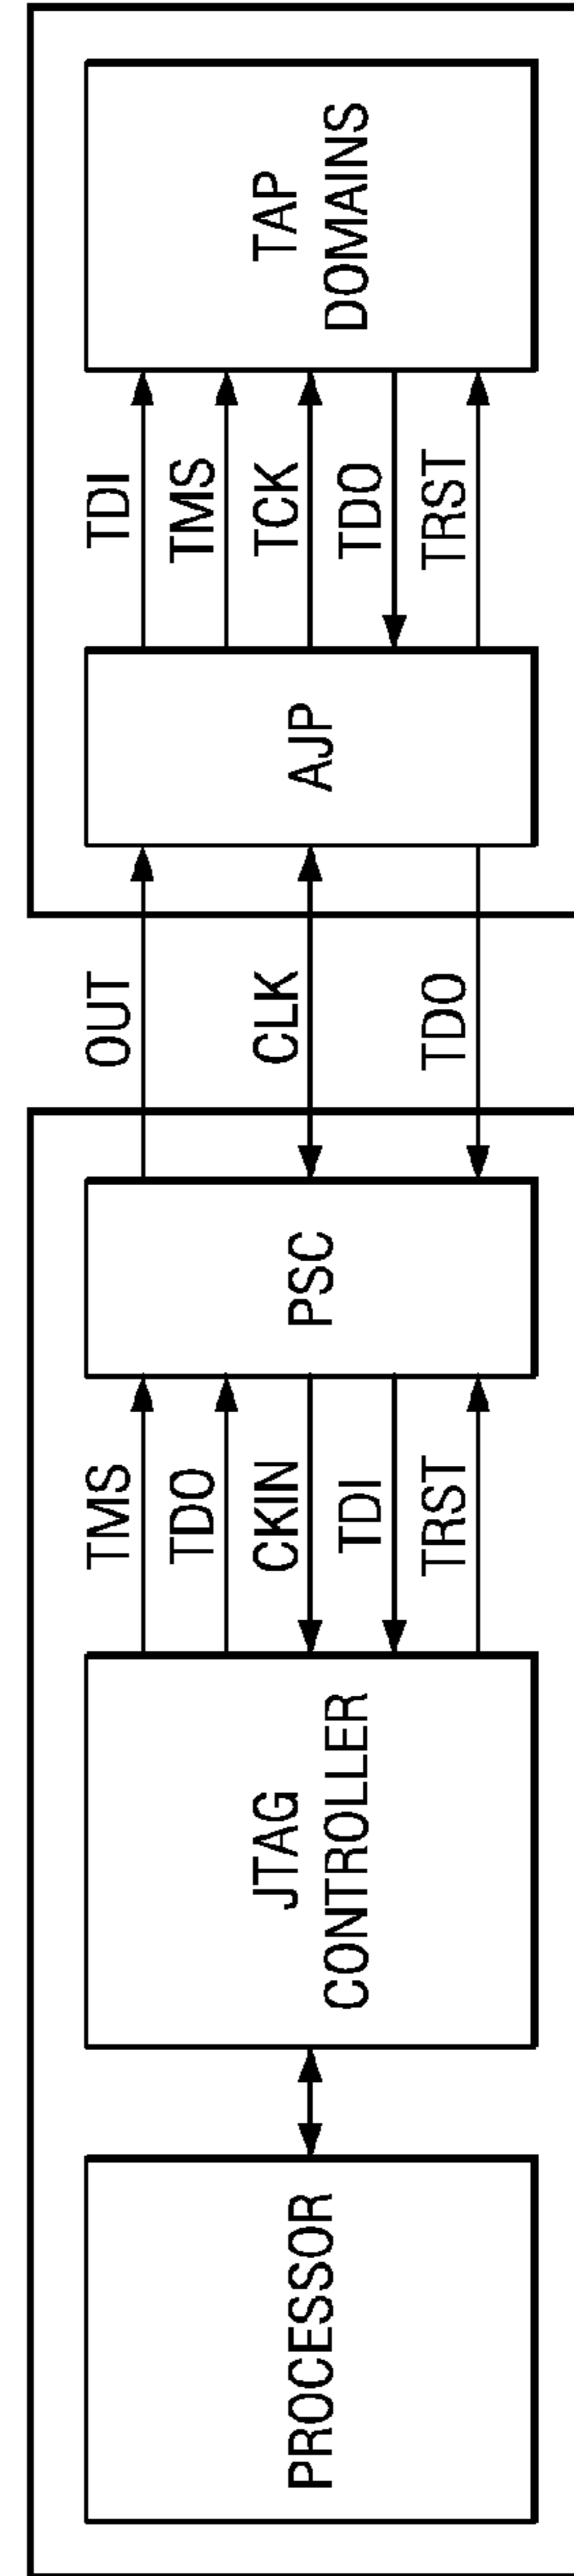 PROCESSOR
JTAG
CONTROLLER
TMS
TDO
CKIN
TDI
TRST
PSC
OUT
CLK
TDO
AJP
TDI
TMS
TCK
TDO
TRST
TAP
DOMAINS